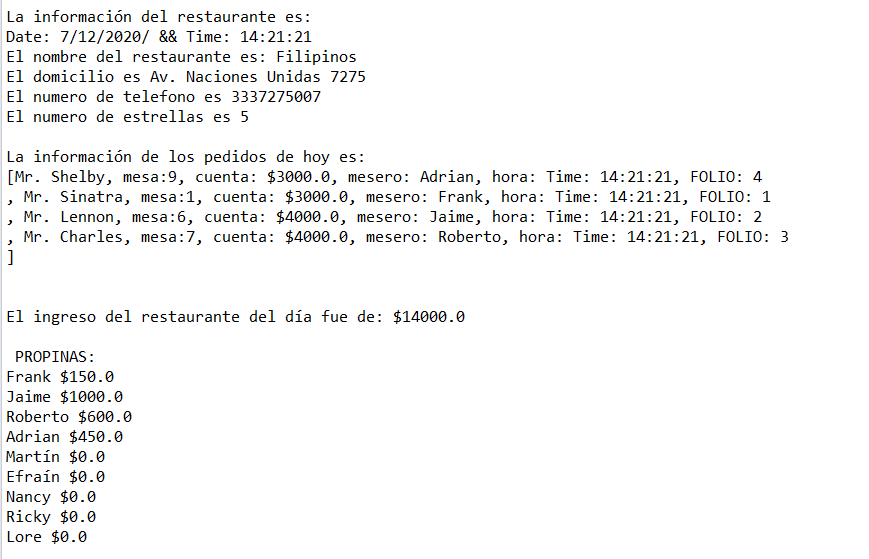 La información del restaurante es:
Date: 7/12/2020/ && Time: 14:21:21
El nombre del restaurante es: Filipinos
El domicilio es Av. Naciones Unidas 7275
El numero de telefono es 3337275007
El numero de estrellas es 5
La información de los pedidos de hoy es:
[Mr. Shelby, mesa:9, cuenta: $3000.0, mesero: Adrian, hora: Time: 14:21:21, FOLIO: 4
, Mr. Sinatra, mesa:1, cuenta: $3000.0, mesero: Frank, hora: Time: 14:21:21, FOLIO: 1
, Mr. Lennon, mesa:6, cuenta: $4000.0, mesero: Jaime, hora: Time: 14:21:21, FOLIO: 2
, Mr. Charles, mesa:7, cuenta: $4000.0, mesero: Roberto, hora: Time: 14:21:21, FOLIO: 3
]
El ingreso del restaurante del día fue de: $14000.0
PROPINAS:
Frank $150.0
Jaime $1000.0
Roberto $600.0
Adrian $450.0
Martín $0.0
Efraín $0.0
Nancy $0.0
Ricky $0.0
Lore $0.0